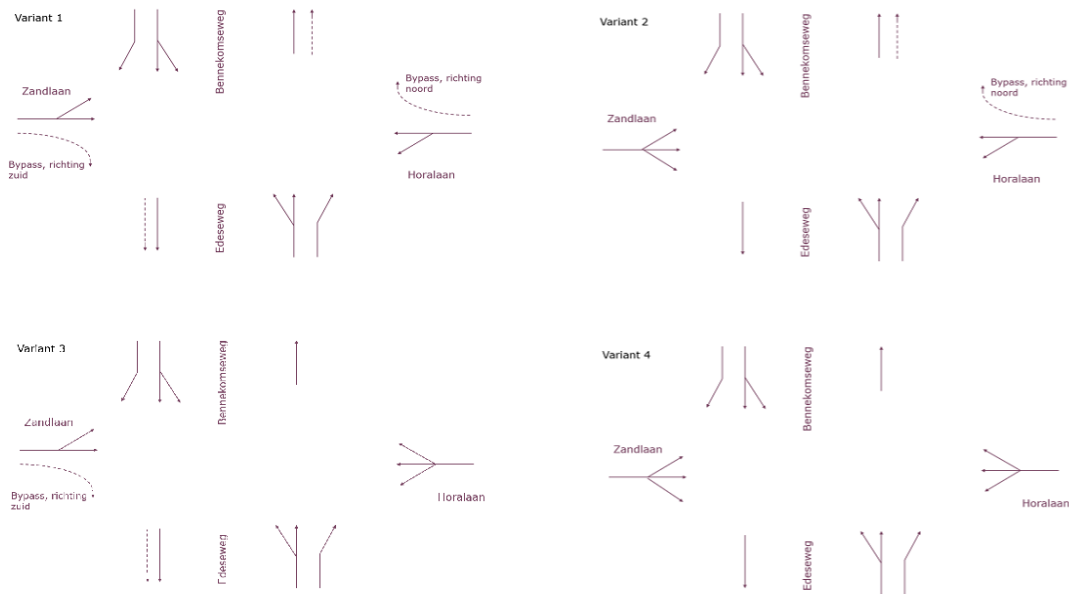 Variant 1
Bennekomseweg
Zandlaan
Bypass, richting
noord
Bypass, richting
zuid
Horalaan
Edeseweg
Variant 2
Bennekomseweg
Bypass, richting
noord
Zandlaan
Horalaan
Edeseweg
Variant 3
Bennekomseweg
Zandlaan
Bypass, richting
zuid
Horalaan
Edeseweg
Variant 4
Bennekomseweg
Zandlaan
Horalaan
Edeseweg